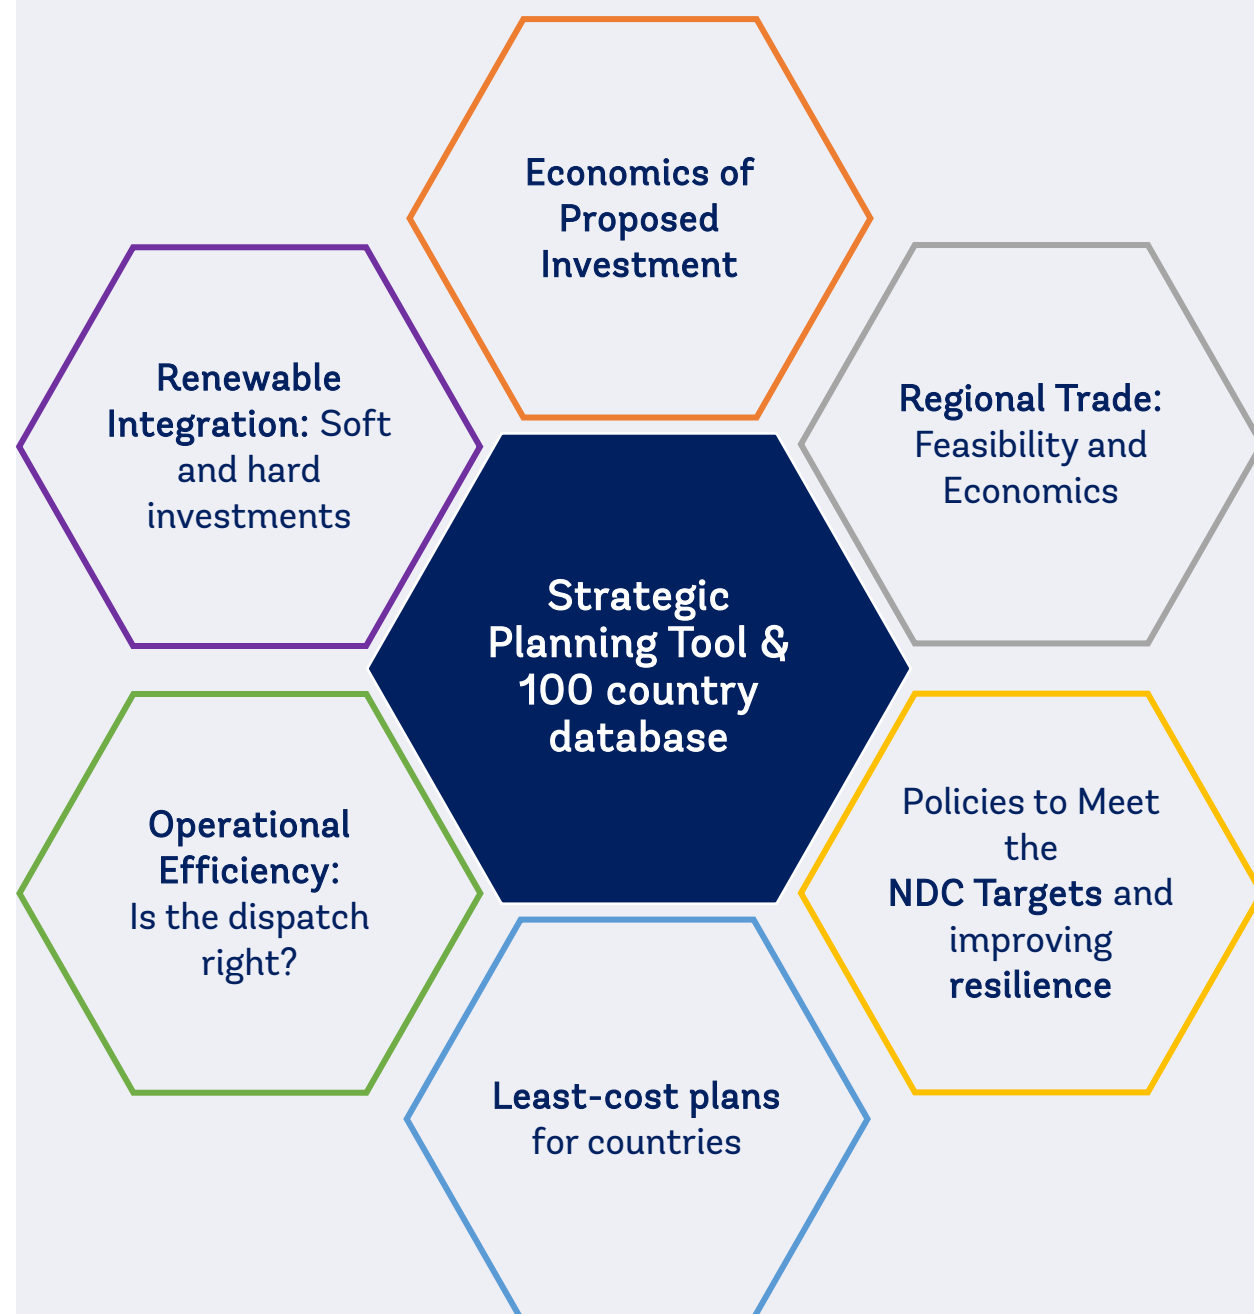 Economics of
Proposed
Investment
Renewable
Integration: Soft
and hard
investments
Regional Trade:
Feasibility and
Economics
Strategic
Planning Tool &
100 country
database
Operational
Efficiency:
Is the dispatch
right?
Policies to Meet
the
NDC Targets and
improving
resilience
Least-cost plans
for countries